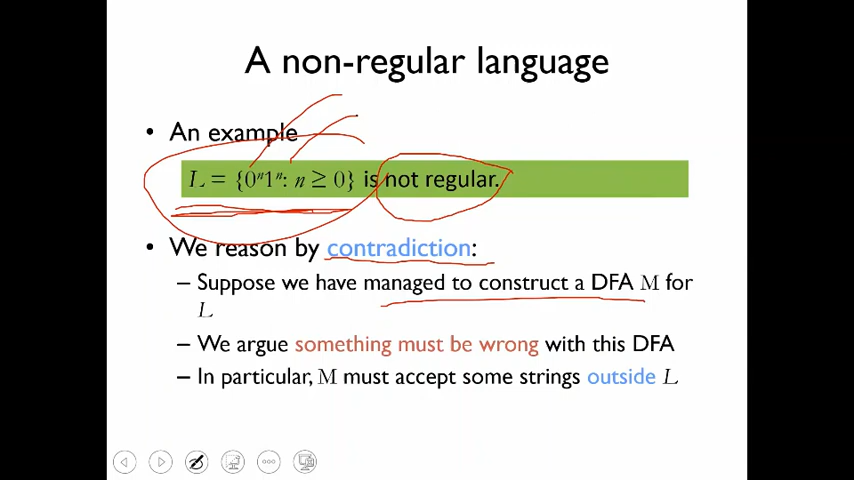 A non-regular language
• An example
L = {0ⁿ1ⁿ: n ≥ 0} is not regular.
• We reason by contradiction:
– Suppose we have managed to construct a DFA M for
L
– We argue something must be wrong with this DFA
– In particular, M must accept some strings outside L